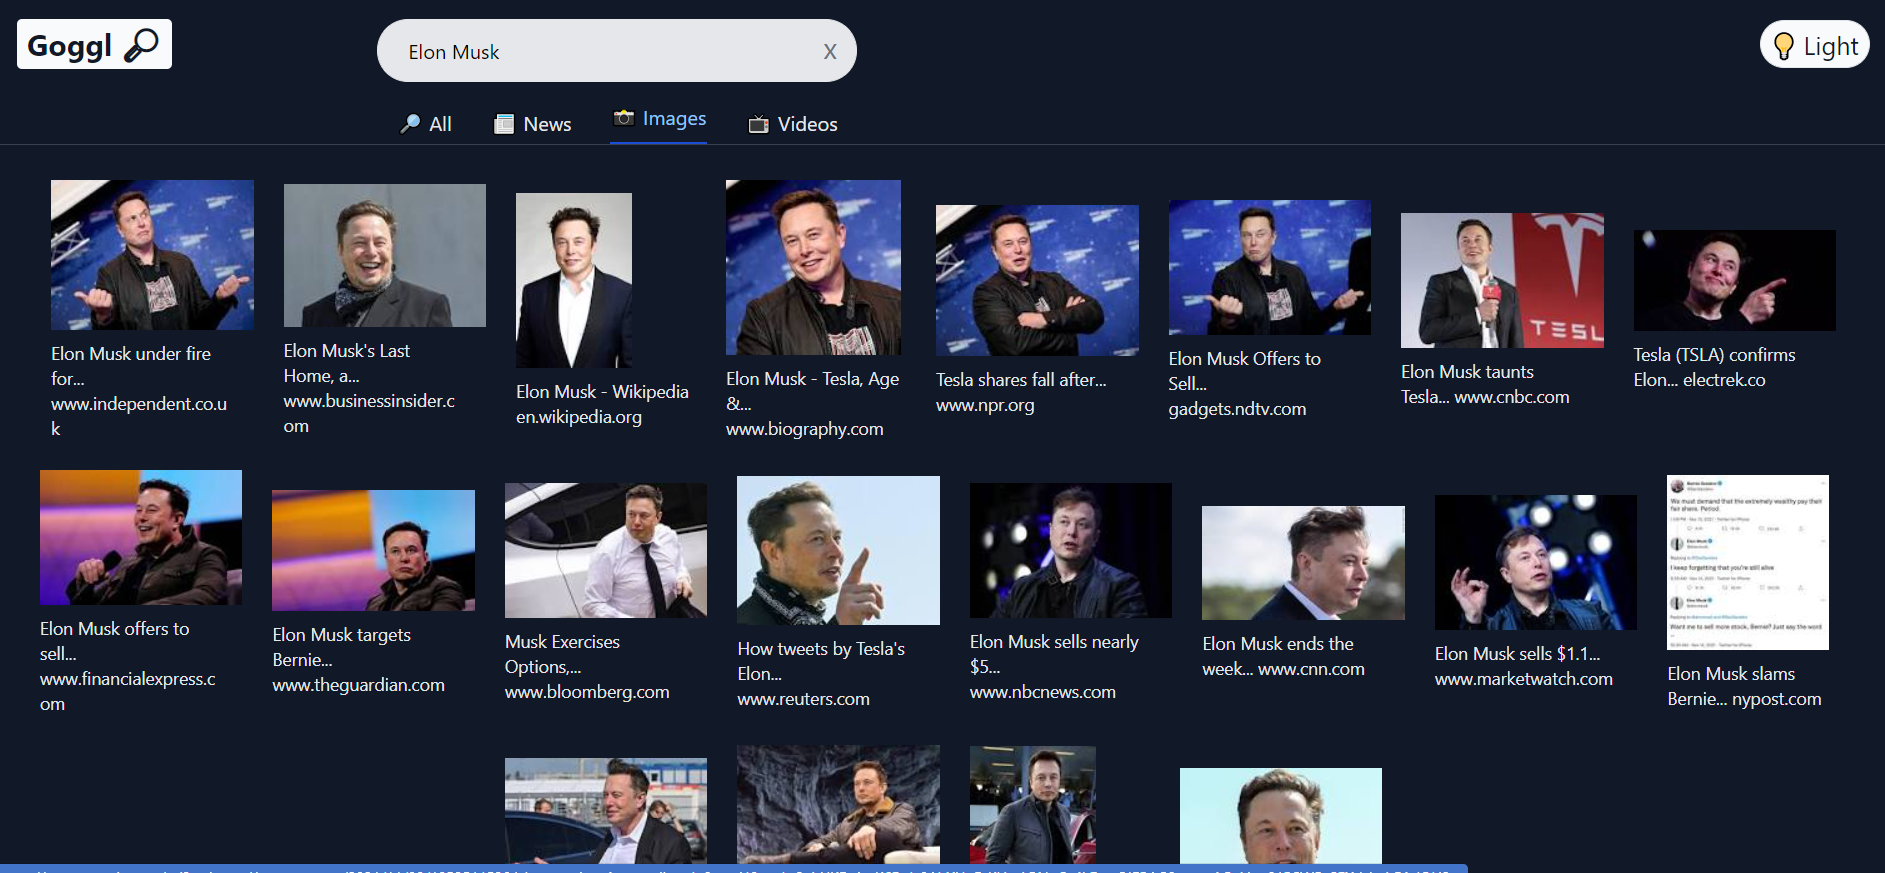 Goggl
Elon Musk
X
Light
All
News
Images
Videos
Elon Musk under fire
for...
www.independent.co.u
k
Elon Musk's Last
Home, a...
www.businessinsider.c
om
Elon Musk - Wikipedia
en.wikipedia.org
Elon Musk - Tesla, Age
&...
www.biography.com
Tesla shares fall after...
www.npr.org
Elon Musk Offers to
Sell...
gadgets.ndtv.com
TESL
Elon Musk taunts
Tesla... www.cnbc.com
Tesla (TSLA) confirms
Elon... electrek.co
Elon Musk offers to
sell...
www.financialexpress.c
om
Elon Musk targets
Bernie...
www.theguardian.com
Musk Exercises
Options,...
www.bloomberg.com
How tweets by Tesla's
Elon...
www.reuters.com
Elon Musk sells nearly
$5...
www.nbcnews.com
Elon Musk ends the
week... www.cnn.com
Elon Musk sells $1.1...
www.marketwatch.com
Bernie Sanders
We must demand that the extremely wealthy pay their
fair share. Period.
Elon Musk
I keep forgetting that you're still alive
Elon Musk
Want me to sell more stock, Bernie? Just say the word
...
Elon Musk slams
Bernie... nypost.com